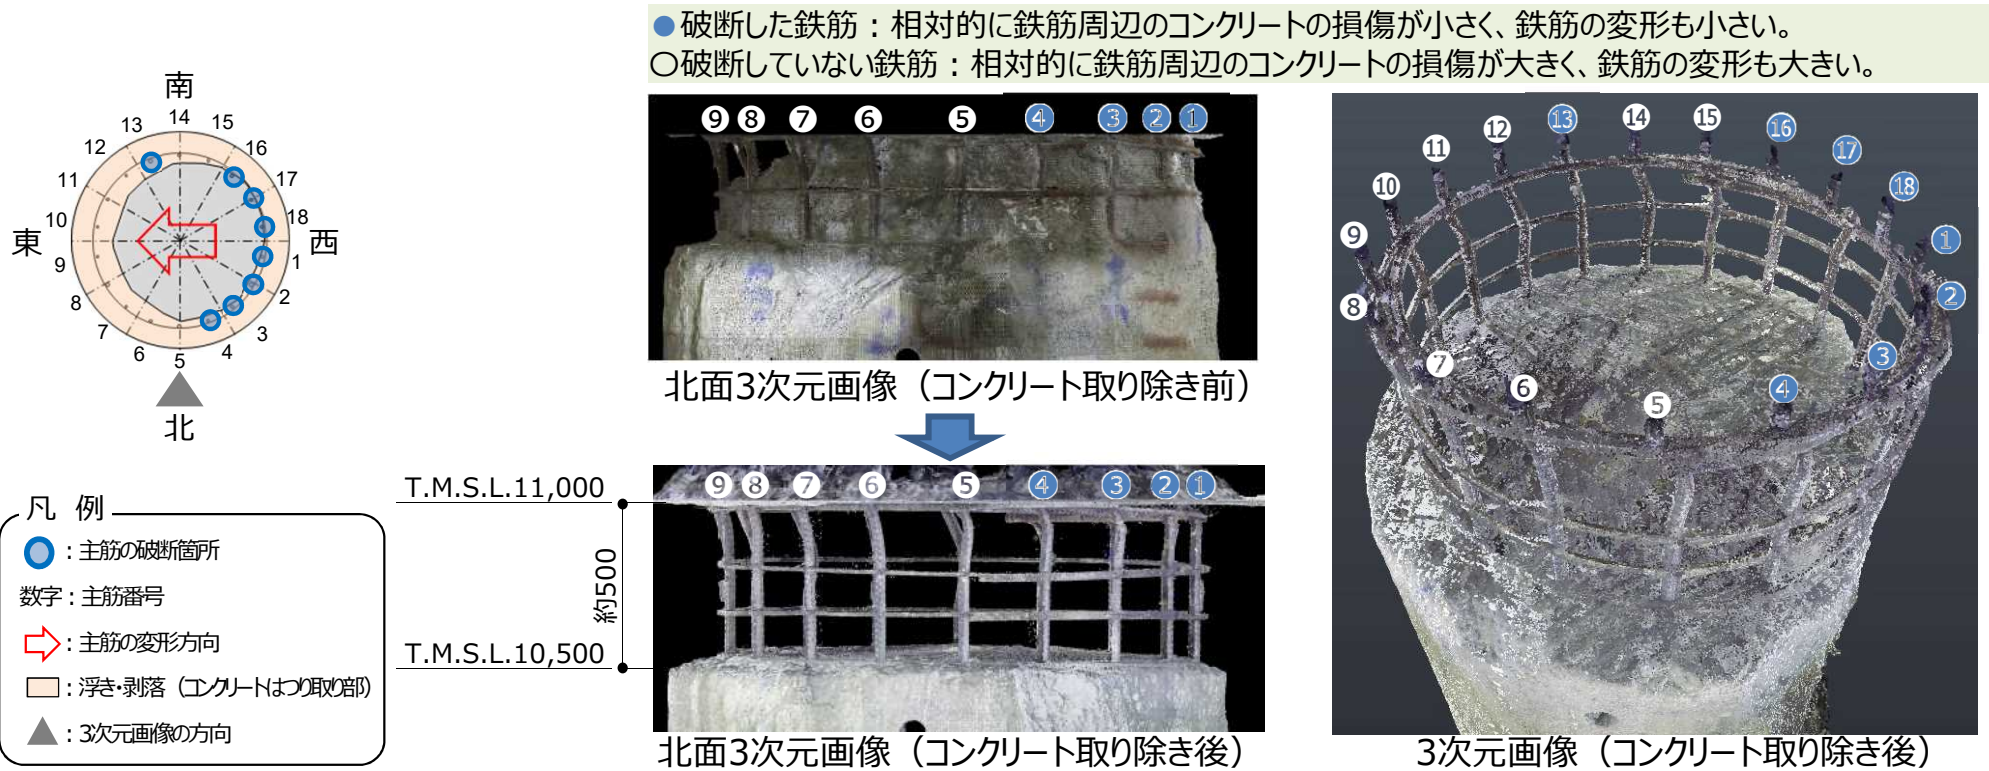 ●破断した鉄筋：相対的に鉄筋周辺のコンクリートの損傷が小さく、鉄筋の変形も小さい。
○破断していない鉄筋：相対的に鉄筋周辺のコンクリートの損傷が大きく、鉄筋の変形も大きい。
南
13 14 15
12 16
11 17
10 18
東 西
9 1
8 2
7 3
6 5 4
北
凡 例
：主筋の破断箇所
数字：主筋番号
：主筋の変形方向
：浮き・剥落（コンクリートはつり取り部）
：3次元画像の方向
⑨ ⑧ ⑦ ⑥ ⑤ ④ ③ ② ①
北面3次元画像（コンクリート取り除き前）
T.M.S.L.11,000
約500
T.M.S.L.10,500
⑨ ⑧ ⑦ ⑥ ⑤ ④ ③ ② ①
北面3次元画像（コンクリート取り除き後）
⑫ ⑬ ⑭ ⑮ ⑯
⑪ ⑰
⑩ ⑱
⑨ ①
⑧ ②
⑦ ③
⑥ ⑤ ④
3次元画像（コンクリート取り除き後）